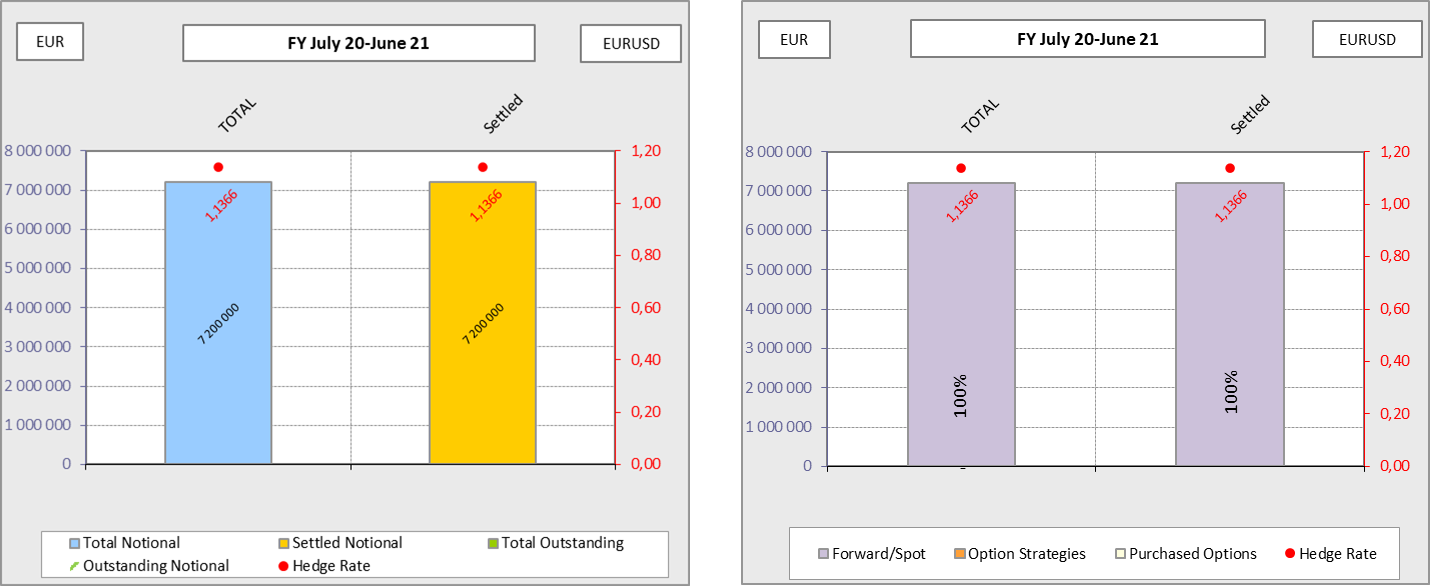 EUR
FY July 20-June 21
EURUSD
TOTAL
Settled
8 000 000
7 000 000
6 000 000
5 000 000
4 000 000
3 000 000
2 000 000
1 000 000
0
1,1366
1,1366
7 200 000
7 200 000
1,20
1,00
0,80
0,60
0,40
0,20
0,00
Total Notional
Settled Notional
Total Outstanding
Outstanding Notional
Hedge Rate
EUR
FY July 20-June 21
EURUSD
TOTAL
Settled
8 000 000
7 000 000
6 000 000
5 000 000
4 000 000
3 000 000
2 000 000
1 000 000
0
1,1366
1,1366
100%
100%
1,20
1,00
0,80
0,60
0,40
0,20
0,00
Forward/Spot
Option Strategies
Purchased Options
Hedge Rate